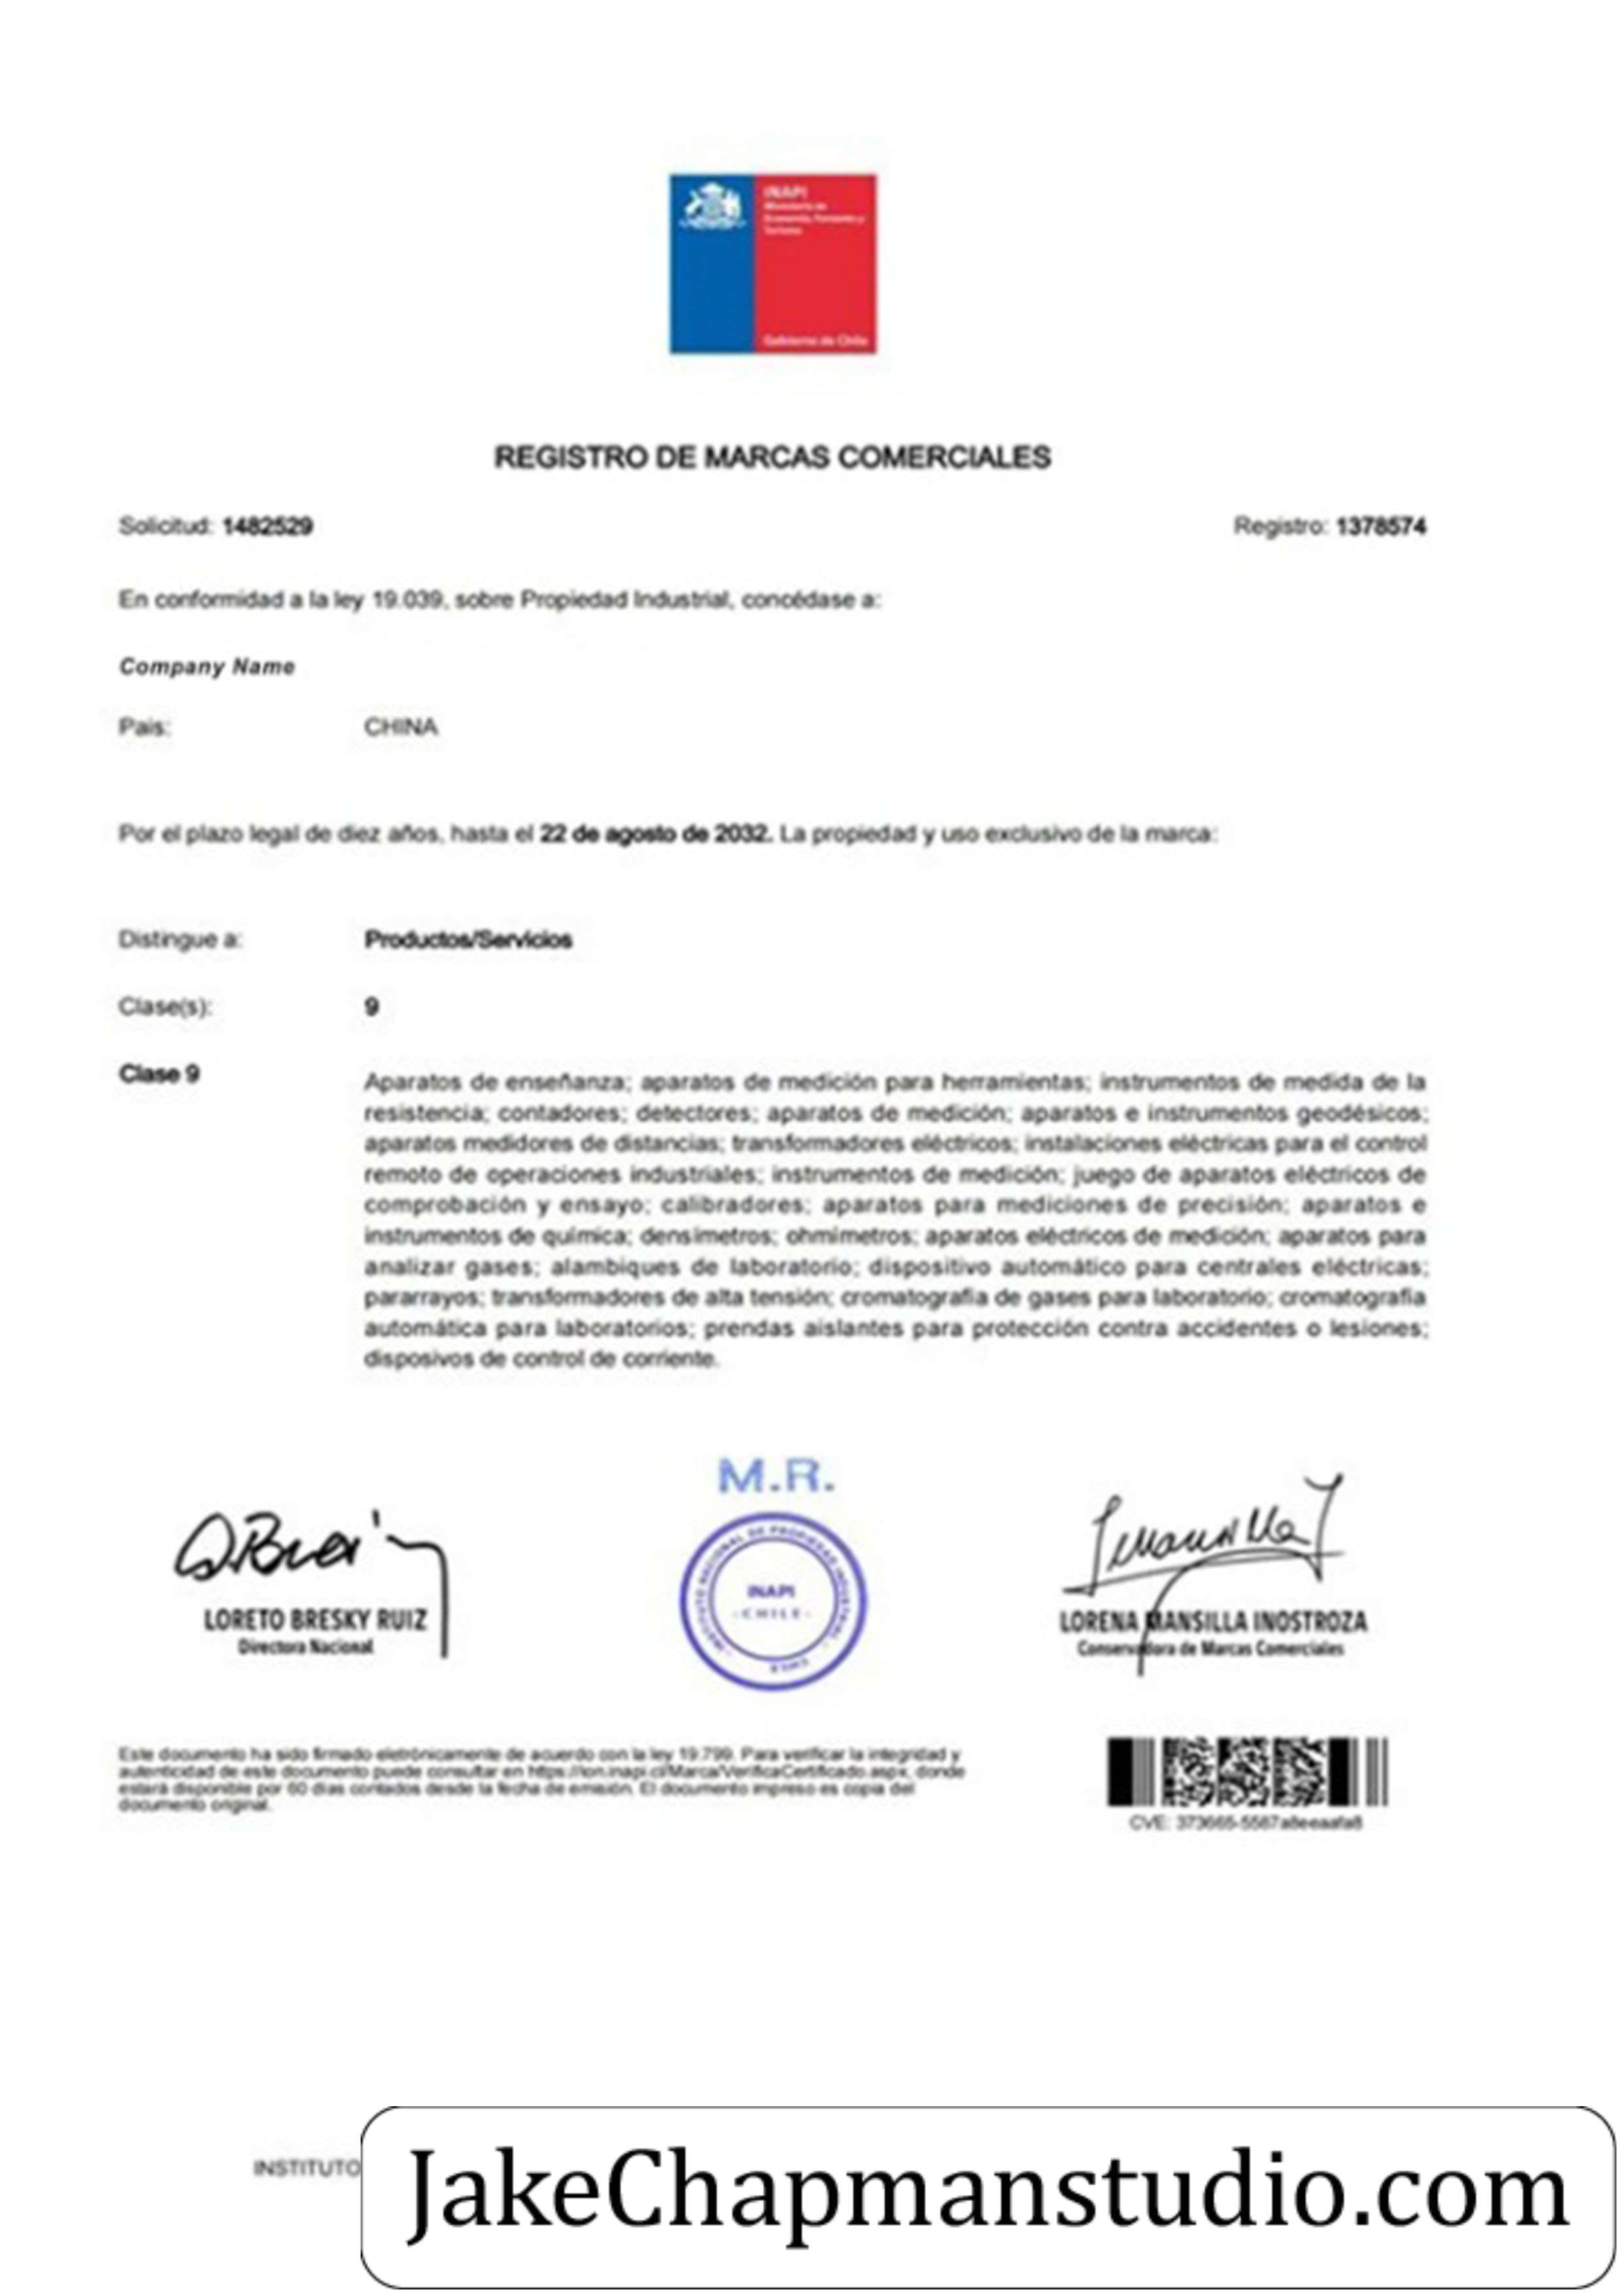 INAPI
Ministerio de
Economía, Fomento y
Turismo
Gobierno de Chile
REGISTRO DE MARCAS COMERCIALES
Solicitud: 1482529
Registro: 1378574
En conformidad a la ley 19.039, sobre Propiedad Industrial, concédase a:
Company Name
Pais:
CHINA
Por el plazo legal de diez años, hasta el 22 de agosto de 2032. La propiedad y uso exclusivo de la marca:
Distingue a:
Productos/Servicios
Clase(s):
9
Clase 9
Aparatos de enseñanza; aparatos de medición para herramientas; instrumentos de medida de la
resistencia; contadores; detectores; aparatos de medición; aparatos e instrumentos geodésicos;
aparatos medidores de distancias; transformadores eléctricos; instalaciones eléctricas para el control
remoto de operaciones industriales; instrumentos de medición; juego de aparatos eléctricos de
comprobación y ensayo; calibradores; aparatos para mediciones de precisión; aparatos e
instrumentos de química; densímetros; ohmímetros; aparatos eléctricos de medición; aparatos para
analizar gases; alambiques de laboratorio; dispositivo automático para centrales eléctricas;
pararrayos; transformadores de alta tensión; cromatografía de gases para laboratorio; cromatografía
automática para laboratorios; prendas aislantes para protección contra accidentes o lesiones;
disposivos de control de corriente.
M.R.
INSTITUTO NACIONAL DE PROPIEDAD INDUSTRIAL
INAPI
- CHILE -
CHILE
LORETO BRESKY RUIZ
Directora Nacional
LORENA MANSILLA INOSTROZA
Conservadora de Marcas Comerciales
Este documento ha sido firmado eletrónicamente de acuerdo con la ley 19.799. Para verificar la integridad y
autenticidad de este documento puede consultar en https://ion.inapi.cl/Marca/VerificaCertificado.aspx, donde
estará disponible por 60 días contados desde la fecha de emisión. El documento impreso es copia del
documento original.
CVE: 373665-5587a8eeaafa8
INSTITUTO
JakeChapmanstudio.com